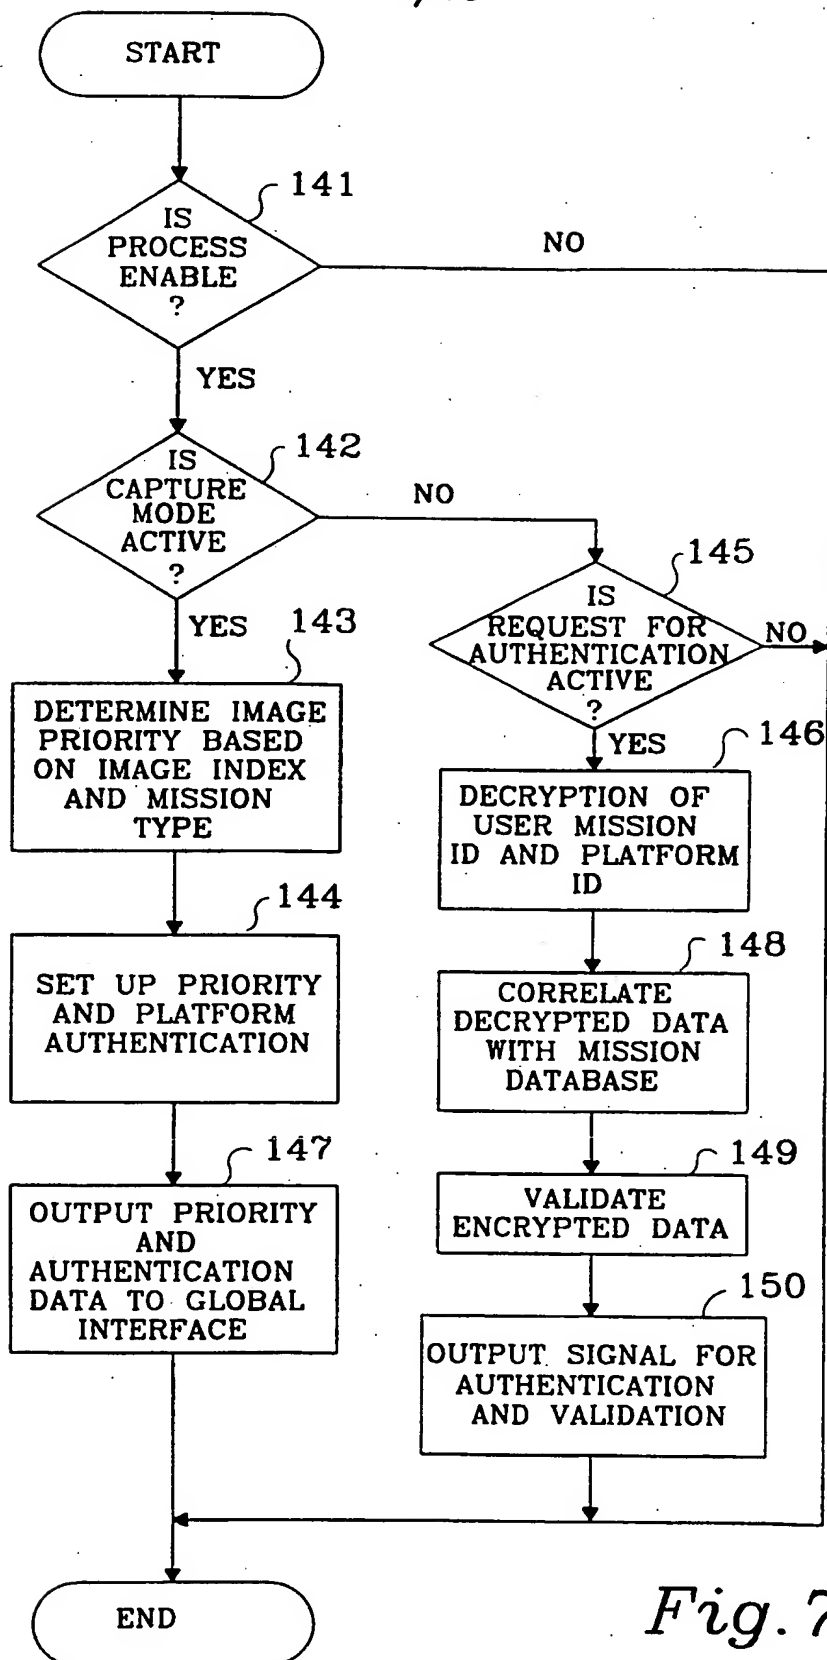 START
141
IS
PROCESS
ENABLE
?
NO
YES
142
IS
CAPTURE
MODE
ACTIVE
?
NO
YES
143
DETERMINE IMAGE
PRIORITY BASED
ON IMAGE INDEX
AND MISSION
TYPE
144
SET UP PRIORITY
AND PLATFORM
AUTHENTICATION
147
OUTPUT PRIORITY
AND
AUTHENTICATION
DATA TO GLOBAL
INTERFACE
145
IS
REQUEST FOR
AUTHENTICATION
ACTIVE
?
NO
YES
146
DECRYPTION OF
USER MISSION
ID AND PLATFORM
ID
148
CORRELATE
DECRYPTED DATA
WITH MISSION
DATABASE
149
VALIDATE
ENCRYPTED DATA
150
OUTPUT SIGNAL FOR
AUTHENTICATION
AND VALIDATION
END
Fig.7